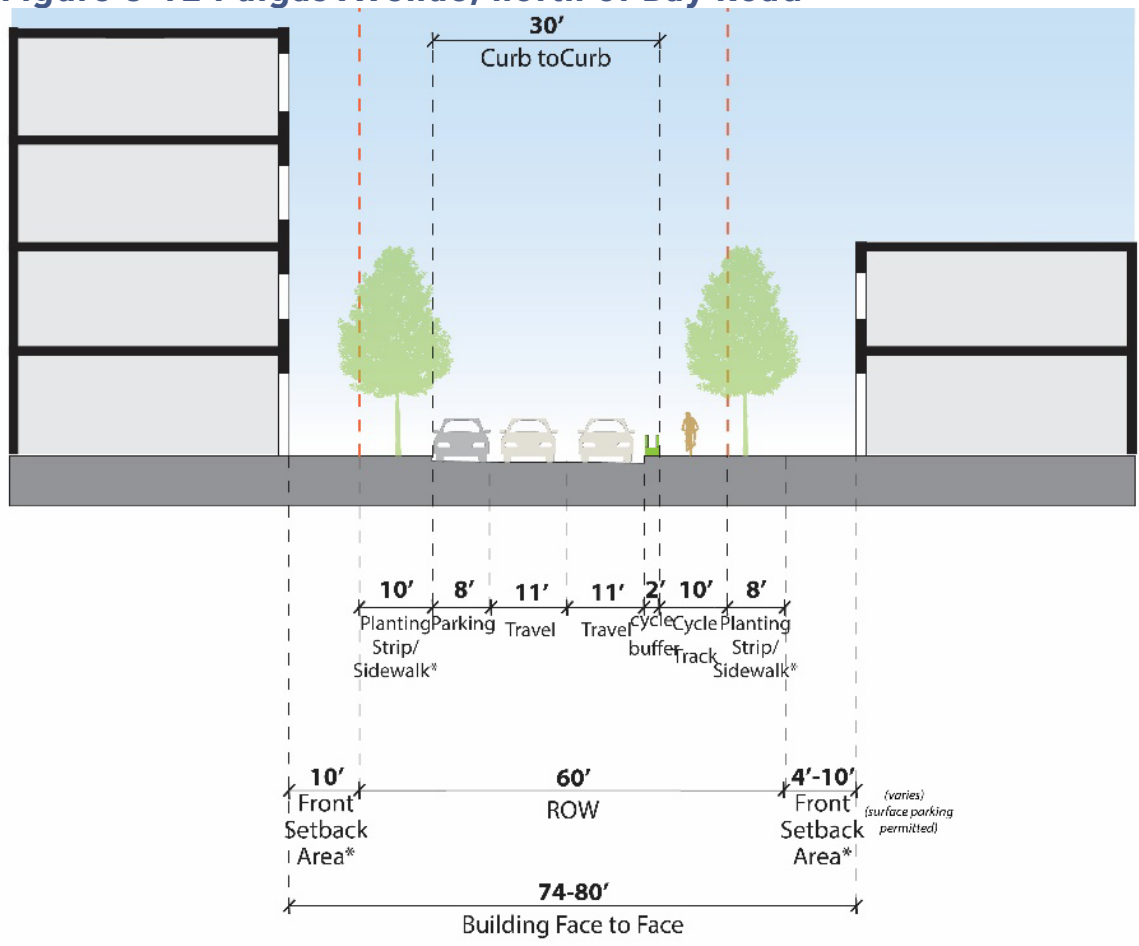 30’
Curb toCurb
10’ 8’ 11’ 11’ 2’ 10’ 8’
Planting Strip/ Sidewalk*
Parking
Travel
Travel
cycle buffer
Cycle Track
Planting Strip/ Sidewalk*
10’
Front
Setback
Area*
60’
ROW
4’-10’
Front
Setback
Area*
(varies)
(surface parking
permitted)
74-80’
Building Face to Face